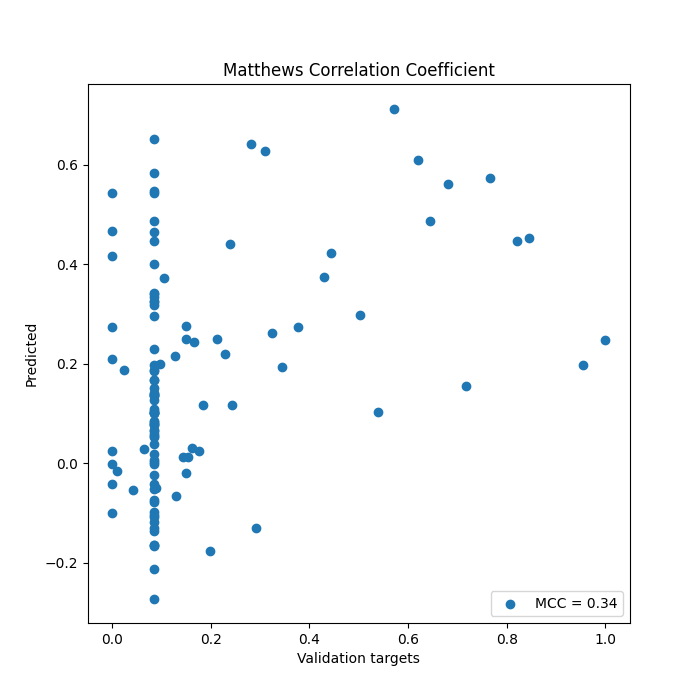 Matthews Correlation Coefficient
Predicted
0.6
0.4
0.2
0.0
−0.2
MCC = 0.34
0.0 0.2 0.4 0.6 0.8 1.0
Validation targets